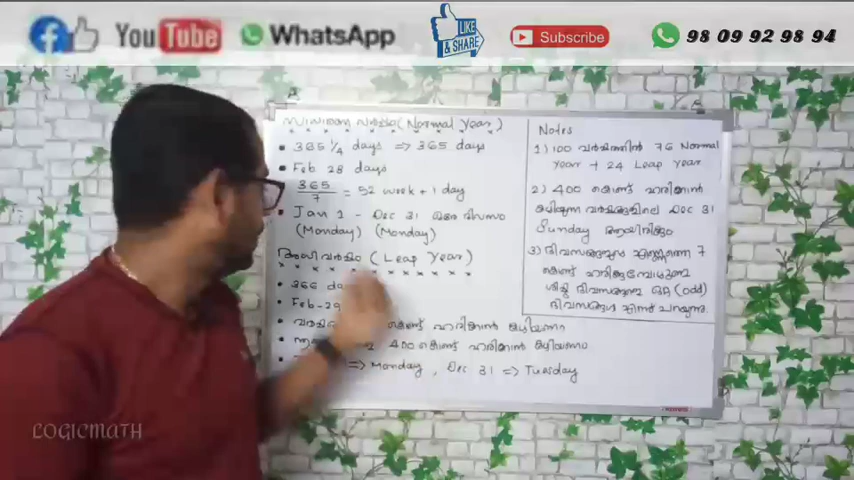 You Tube
WhatsApp
LIKE
& SHARE
Subscribe
98 09 92 98 94
സാധാരണ വർഷം (Normal Year)
365 1/4 days => 365 days
Feb 28 days
365/7 = 52 week + 1 day
Jan 1 - Dec 31 ഒരേ ദിവസം
(Monday) (Monday)
അധിവർഷം (Leap Year)
366
Feb-29
കൊണ്ട് ഹരിക്കാൻ കഴിയണം
400 കൊണ്ട് ഹരിക്കാൻ കഴിയണം
=> Monday, Dec 31 => Tuesday
Notes
1) 100 വർഷത്തിൽ 76 Normal
Year + 24 Leap Year
2) 400 കൊണ്ട് ഹരിക്കാൻ
കഴിയുന്ന വർഷങ്ങളിലെ Dec 31
Sunday ആയിരിക്കും
3) ദിവസങ്ങളുടെ എണ്ണത്തെ 7
കൊണ്ട് ഹരിക്കുമ്പോഴുണ്ടാ
ശിഷ്ട ദിവസങ്ങളെ (odd)
ദിവസങ്ങൾ എന്ന് പറയുന്നു.
LOGICMATH